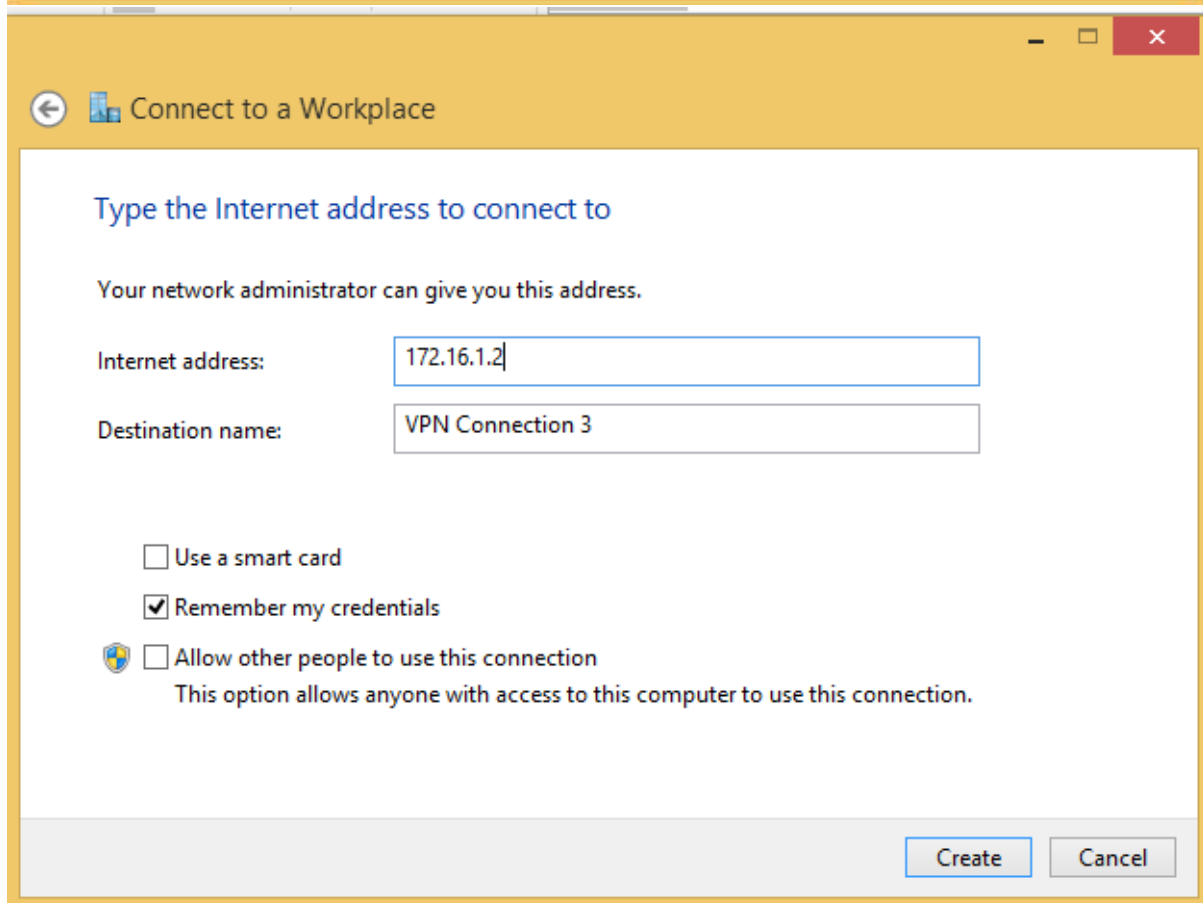 Connect to a Workplace
Type the Internet address to connect to
Your network administrator can give you this address.
Internet address: 172.16.1.2
Destination name: VPN Connection 3
Use a smart card
Remember my credentials
Allow other people to use this connection
This option allows anyone with access to this computer to use this connection.
Create Cancel